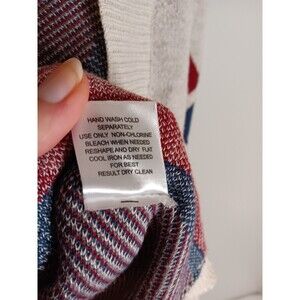 HAND WASH COLD
SEPARATELY
USE ONLY NON-CHLORINE
BLEACH WHEN NEEDED
RESHAPE AND DRY FLAT
COOL IRON AS NEEDED
FOR BEST
RESULT DRY CLEAN